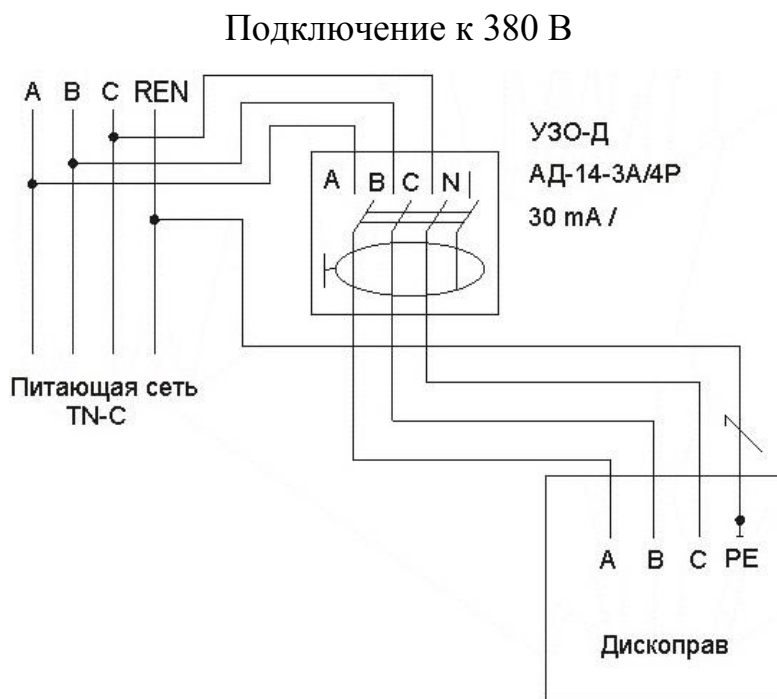 Подключение к 380 В
A B C REN
УЗО-Д
АД-14-3А/4Р
30 mA /
A B C N
Питающая сеть
TN-C
A B C PE
Дископрав